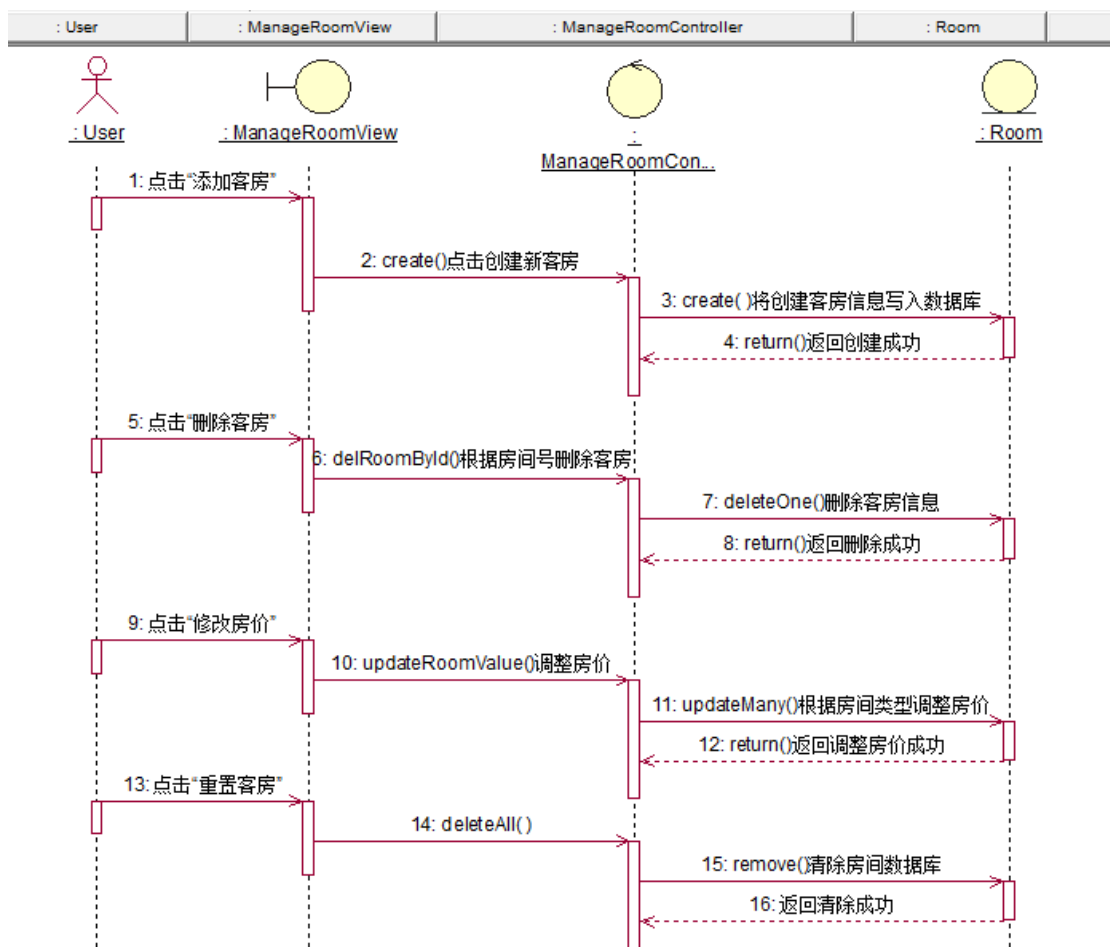 : User
: ManageRoomView
: ManageRoomController
: Room
: User
: ManageRoomView
:
ManageRoomCon...
: Room
1: 点击“添加客房”
2: create()点击创建新客房
3: create( )将创建客房信息写入数据库
4: return()返回创建成功
5: 点击“删除客房”
6: delRoomById()根据房间号删除客房
7: deleteOne()删除客房信息
8: return()返回删除成功
9: 点击“修改房价”
10: updateRoomValue()调整房价
11: updateMany()根据房间类型调整房价
12: return()返回调整房价成功
13: 点击“重置客房”
14: deleteAll( )
15: remove()清除房间数据库
16: 返回清除成功